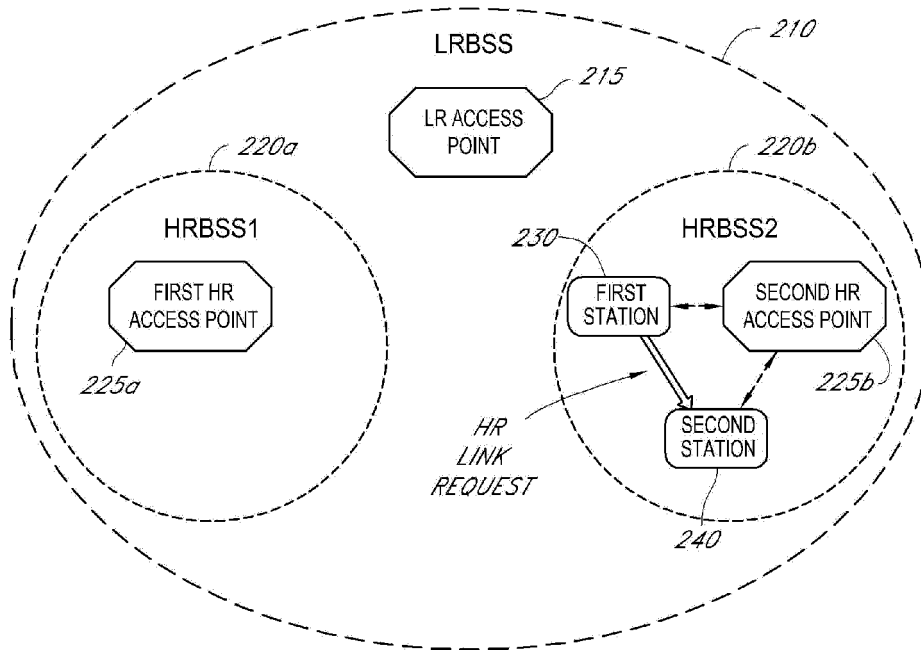 210
LRBSS
215
LR ACCESS
POINT
220a
220b
HRBSS1
HRBSS2
230
FIRST HR
ACCESS POINT
FIRST
STATION
SECOND HR
ACCESS POINT
225a
225b
HR
LINK
REQUEST
SECOND
STATION
240